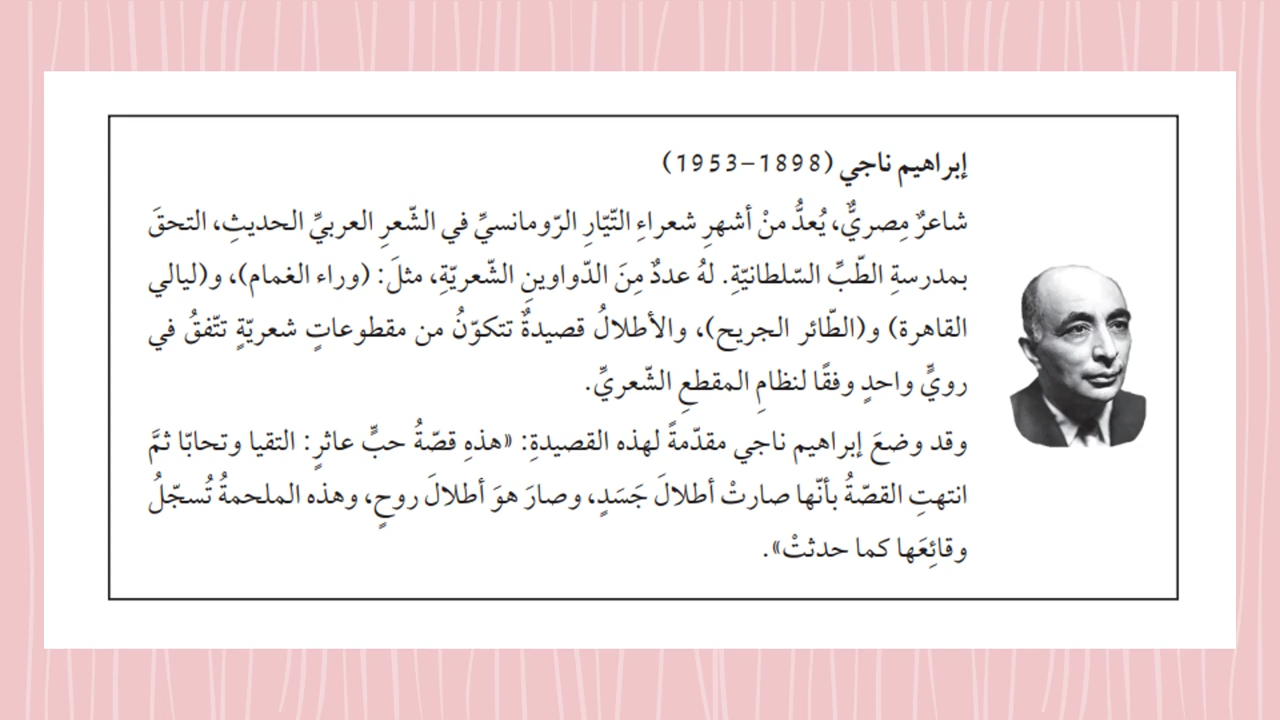 إبراهيم ناجي (1898–1953)
شاعرٌ مِصريٌّ، يُعدُّ منْ أشهرِ شعراءِ التّيّارِ الرّومانسيِّ في الشّعرِ العربيِّ الحديثِ، التحقَ
بمدرسةِ الطّبِّ السّلطانيّةِ. لهُ عددٌ مِنَ الدّواوينِ الشّعريّةِ، مثلَ: (وراء الغمام)، و(ليالي
القاهرة) و(الطّائر الجريح)، والأطلالُ قصيدةٌ تتكوّنُ من مقطوعاتٍ شعريّةٍ تتّفقُ في
رويٍّ واحدٍ وفقًا لنظامِ المقطعِ الشّعريِّ.
وقد وضعَ إبراهيم ناجي مقدّمةً لهذه القصيدةِ: «هذهِ قصّةُ حبٍّ عاثرٍ: التقيا وتحابّا ثمَّ
انتهتِ القصّةُ بأنّها صارتْ أطلالَ جَسَدٍ، وصارَ هوَ أطلالَ روحٍ، وهذه الملحمةُ تُسجّلُ
وقائِعَها كما حدثتْ».